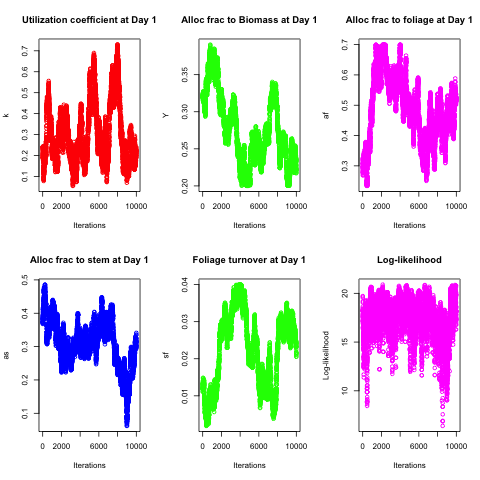 Utilization coefficient at Day 1
k
0.1 0.2 0.3 0.4 0.5 0.6 0.7
0 2000 6000 10000
Iterations
Alloc frac to Biomass at Day 1
Y
0.20 0.25 0.30 0.35
0 2000 6000 10000
Iterations
Alloc frac to foliage at Day 1
af
0.3 0.4 0.5 0.6 0.7
0 2000 6000 10000
Iterations
Alloc frac to stem at Day 1
as
0.1 0.2 0.3 0.4 0.5
0 2000 6000 10000
Iterations
Foliage turnover at Day 1
sf
0.01 0.02 0.03 0.04
0 2000 6000 10000
Iterations
Log-likelihood
Log-likelihood
10 15 20
0 2000 6000 10000
Iterations